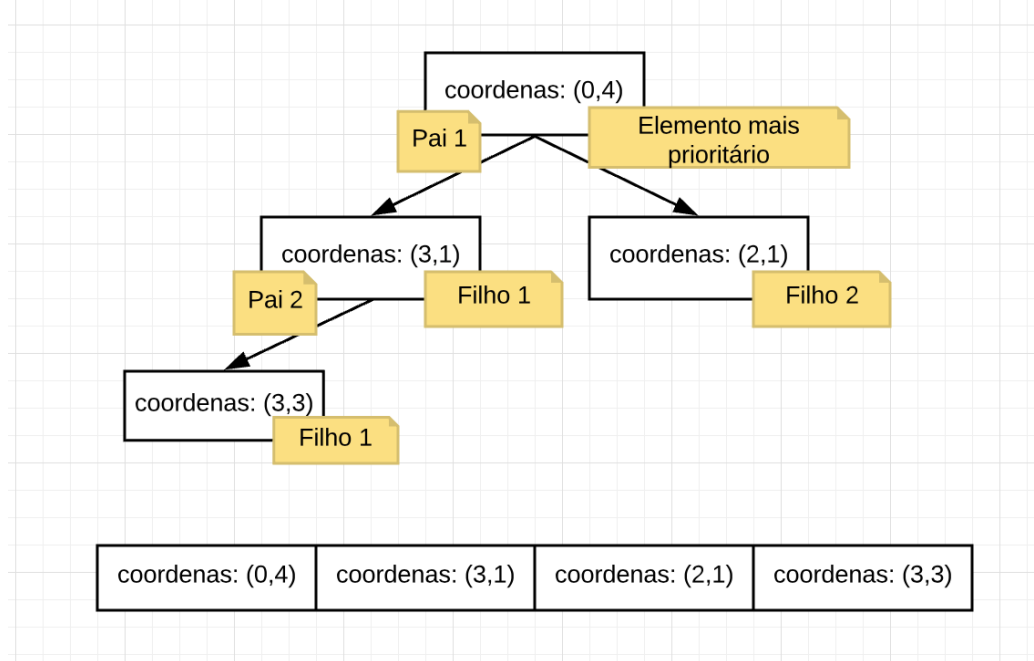 coordenas: (0,4)
Pai 1
Elemento mais
prioritário
coordenas: (3,1)
coordenas: (2,1)
Pai 2
Filho 1
Filho 2
coordenas: (3,3)
Filho 1
coordenas: (0,4)
coordenas: (3,1)
coordenas: (2,1)
coordenas: (3,3)